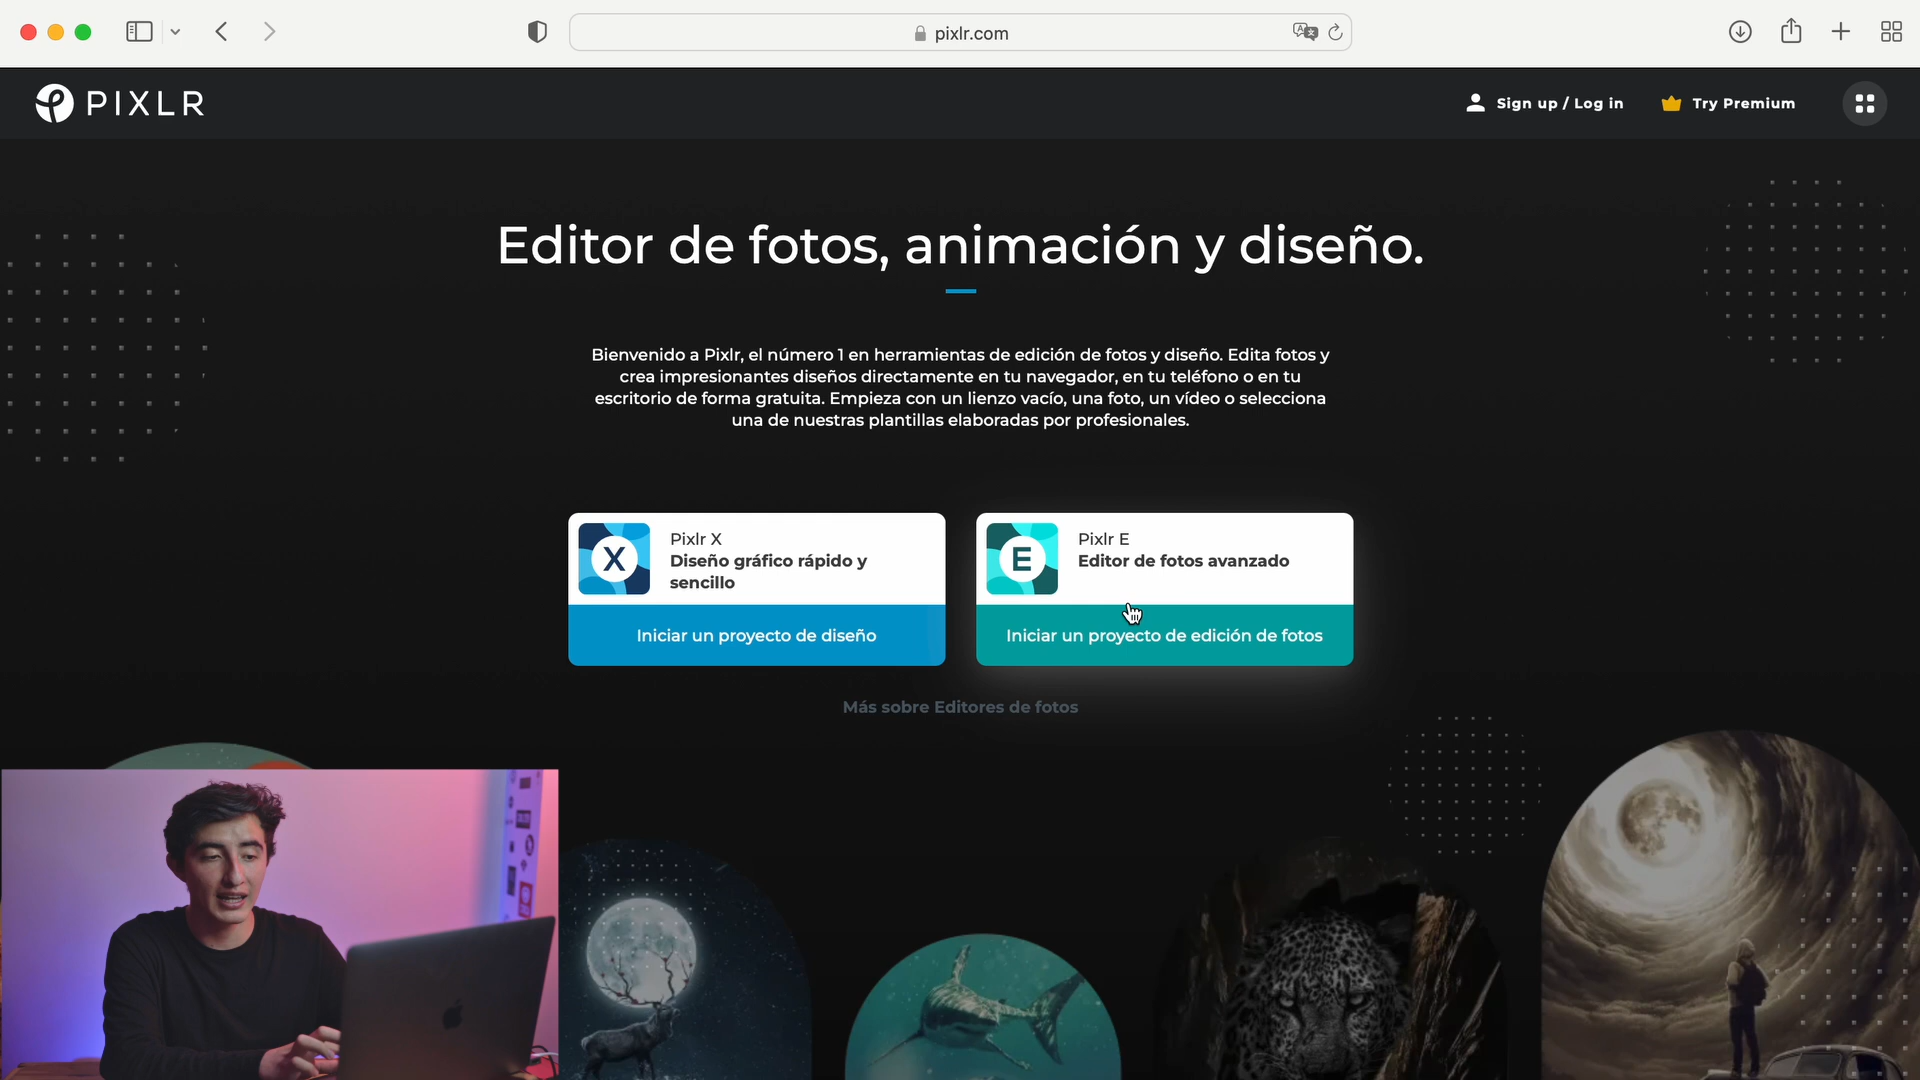 pixlr.com
PIXLR
Sign up / Log in
Try Premium
Editor de fotos, animación y diseño.
Bienvenido a Pixlr, el número 1 en herramientas de edición de fotos y diseño. Edita fotos y
crea impresionantes diseños directamente en tu navegador, en tu teléfono o en tu
escritorio de forma gratuita. Empieza con un lienzo vacío, una foto, un vídeo o selecciona
una de nuestras plantillas elaboradas por profesionales.
X
Pixlr X
Diseño gráfico rápido y
sencillo
Iniciar un proyecto de diseño
E
Pixlr E
Editor de fotos avanzado
Iniciar un proyecto de edición de fotos
Más sobre Editores de fotos